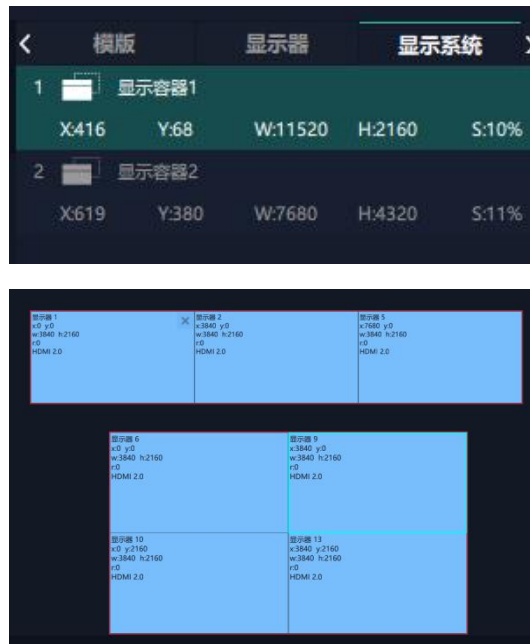 模版 显示器 显示系统
1 显示容器1
X:416 Y:68 W:11520 H:2160 S:10%
2 显示容器2
X:619 Y:380 W:7680 H:4320 S:11%
显示器 1
x:0 y:0
w:3840 h:2160
r:0
HDMI 2.0
显示器 2
x:3840 y:0
w:3840 h:2160
r:0
HDMI 2.0
显示器 5
x:7680 y:0
w:3840 h:2160
r:0
HDMI 2.0
显示器 6
x:0 y:0
w:3840 h:2160
r:0
HDMI 2.0
显示器 9
x:3840 y:0
w:3840 h:2160
r:0
HDMI 2.0
显示器 10
x:0 y:2160
w:3840 h:2160
r:0
HDMI 2.0
显示器 13
x:3840 y:2160
w:3840 h:2160
r:0
HDMI 2.0